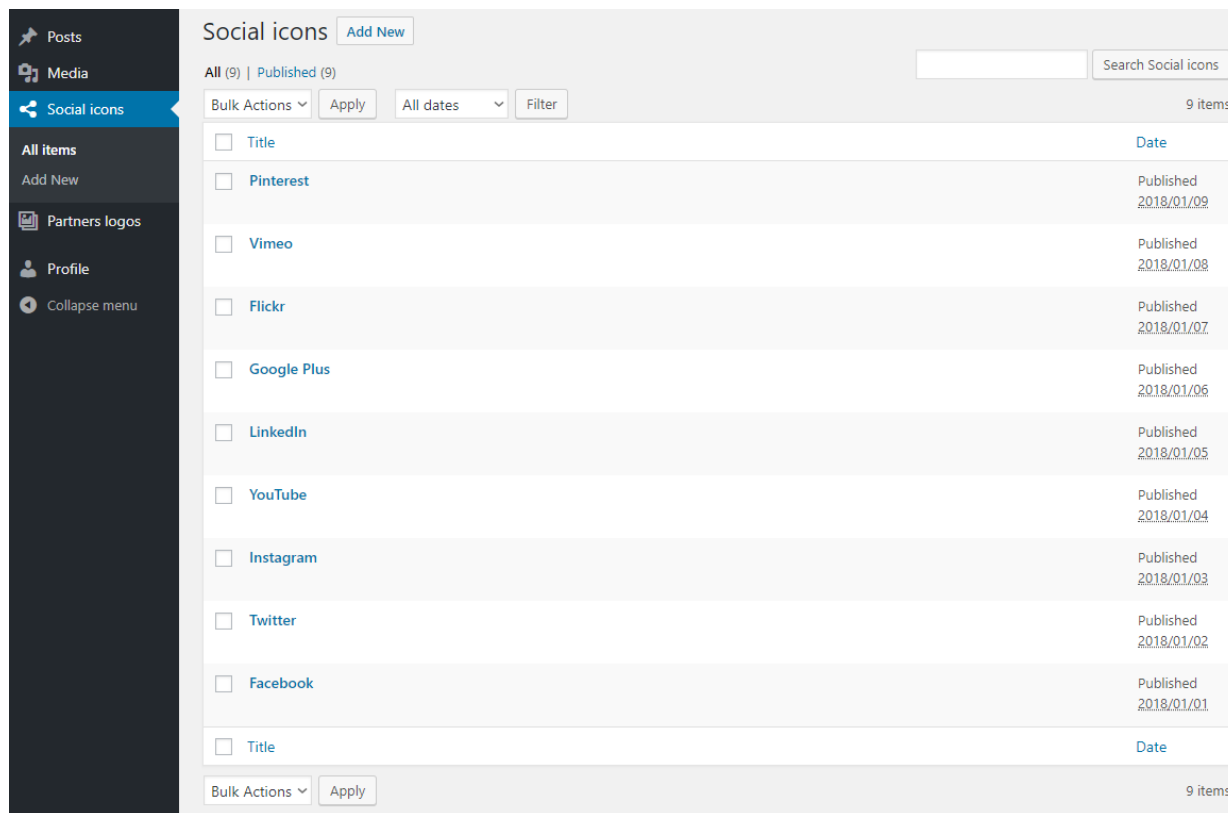 Posts
Media
Social icons
All items
Add New
Partners logos
Profile
Collapse menu
Social icons Add New
All (9) | Published (9)
Search Social icons
Bulk Actions Apply All dates Filter 9 items
Title Date
Pinterest Published
2018/01/09
Vimeo Published
2018/01/08
Flickr Published
2018/01/07
Google Plus Published
2018/01/06
LinkedIn Published
2018/01/05
YouTube Published
2018/01/04
Instagram Published
2018/01/03
Twitter Published
2018/01/02
Facebook Published
2018/01/01
Title Date
Bulk Actions Apply 9 items